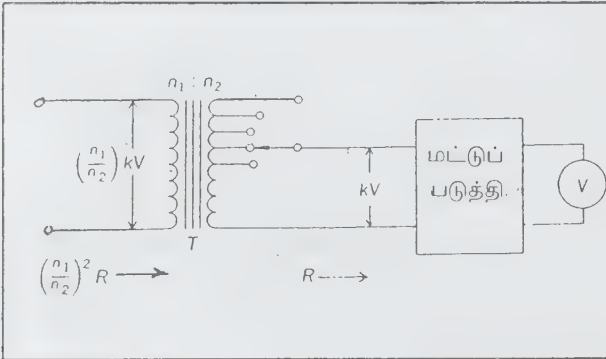 n₁ : n₂
(n₁/n₂) kV
kV
மட்டுப்
படுத்தி
V
T
(n₁/n₂)² R
R